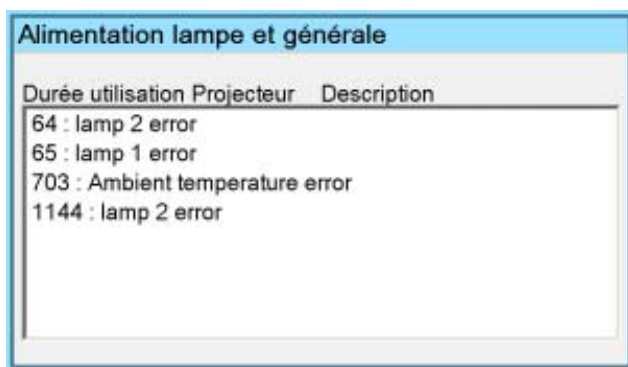 Alimentation lampe et générale
Durée utilisation Projecteur Description
64 : lamp 2 error
65 : lamp 1 error
703 : Ambient temperature error
1144 : lamp 2 error